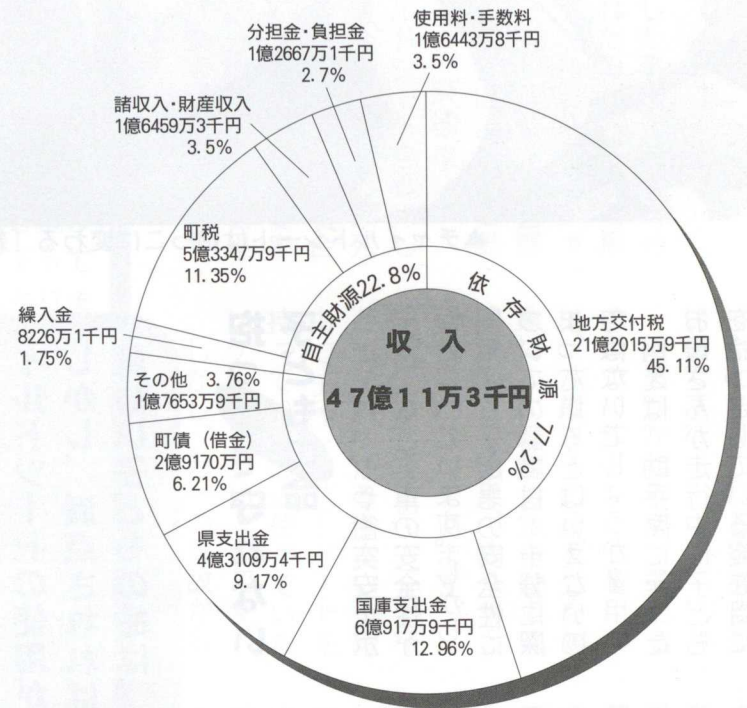 分担金・負担金
1億2667万1千円
2.7%
使用料・手数料
1億6443万8千円
3.5%
諸収入・財産収入
1億6459万3千円
3.5%
町税
5億3347万9千円
11.35%
繰入金
8226万1千円
1.75%
その他 3.76%
1億7653万9千円
町債（借金）
2億9170万円
6.21%
県支出金
4億3109万4千円
9.17%
国庫支出金
6億917万9千円
12.96%
地方交付税
21億2015万9千円
45.11%
自主財源22.8%
依存財源 77.2%
収入
47億11万3千円